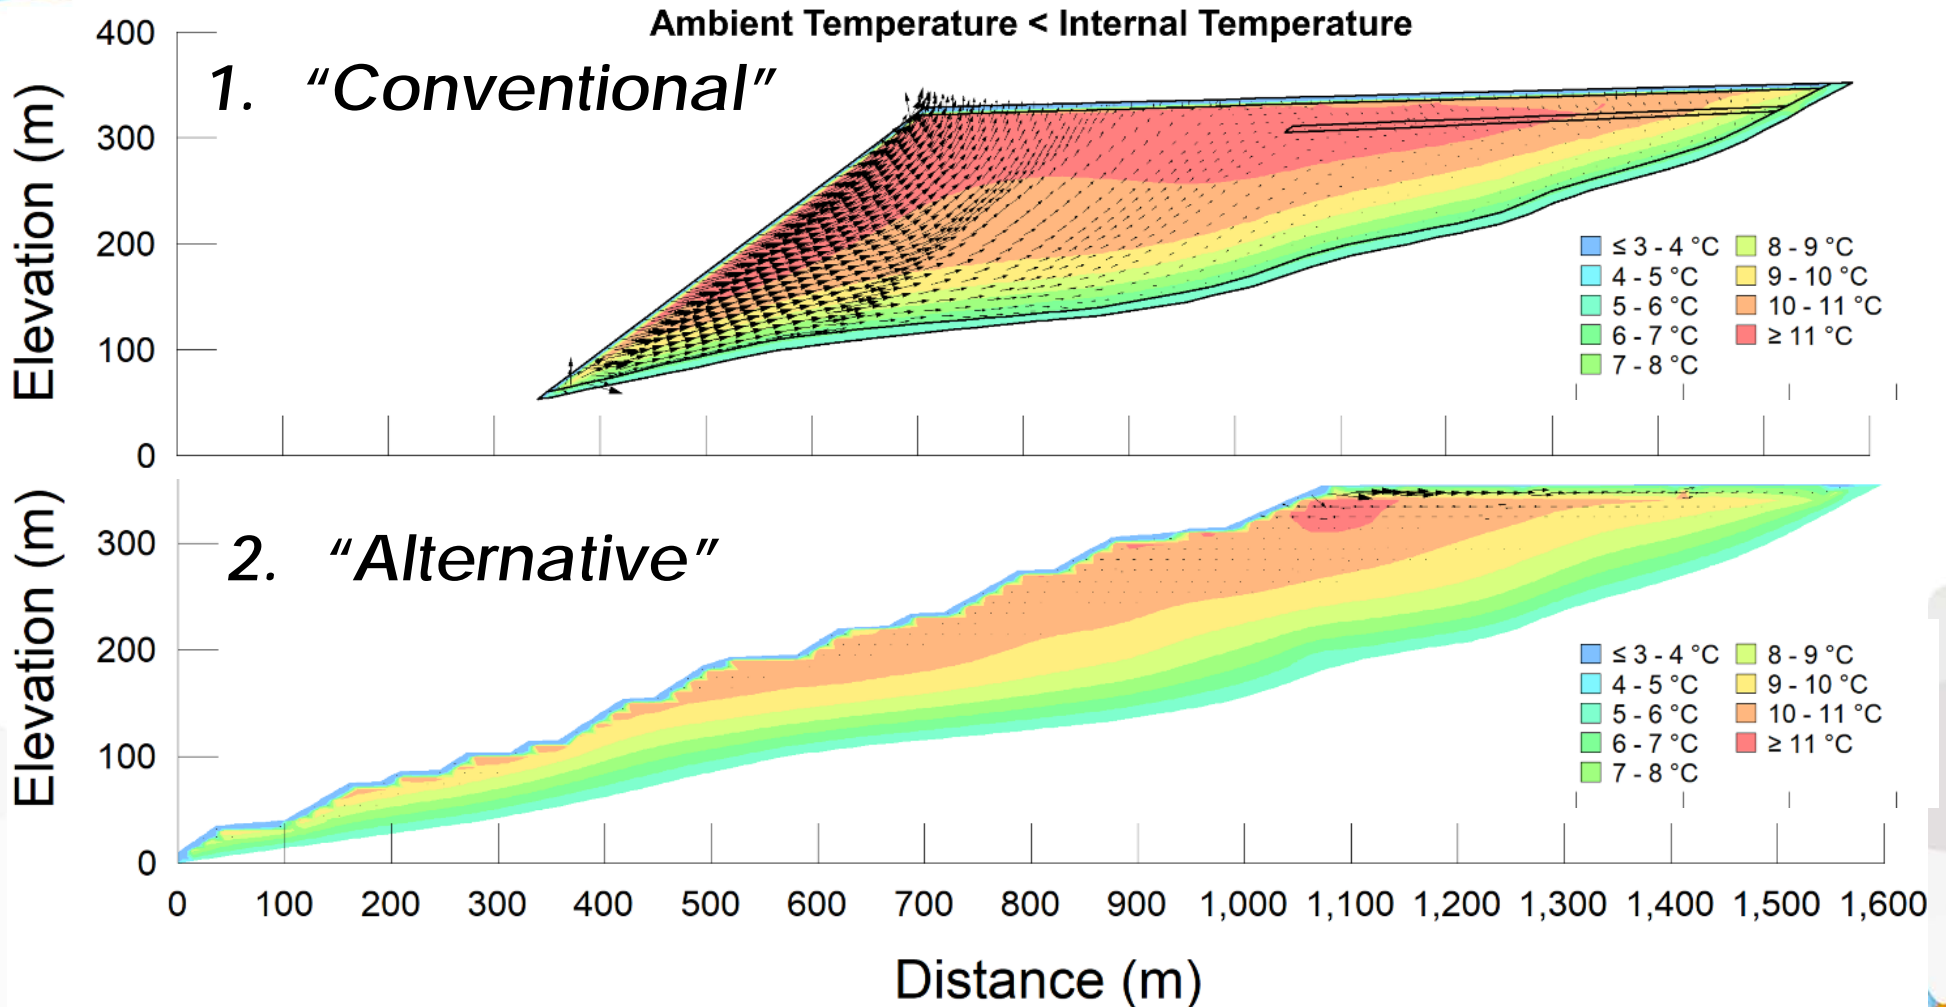 Ambient Temperature < Internal Temperature
1. “Conventional”
Elevation (m)
400
300
200
100
0
≤ 3 - 4 °C
4 - 5 °C
5 - 6 °C
6 - 7 °C
7 - 8 °C
8 - 9 °C
9 - 10 °C
10 - 11 °C
≥ 11 °C
2. “Alternative”
Elevation (m)
300
200
100
0
≤ 3 - 4 °C
4 - 5 °C
5 - 6 °C
6 - 7 °C
7 - 8 °C
8 - 9 °C
9 - 10 °C
10 - 11 °C
≥ 11 °C
0 100 200 300 400 500 600 700 800 900 1,000 1,100 1,200 1,300 1,400 1,500 1,600
Distance (m)